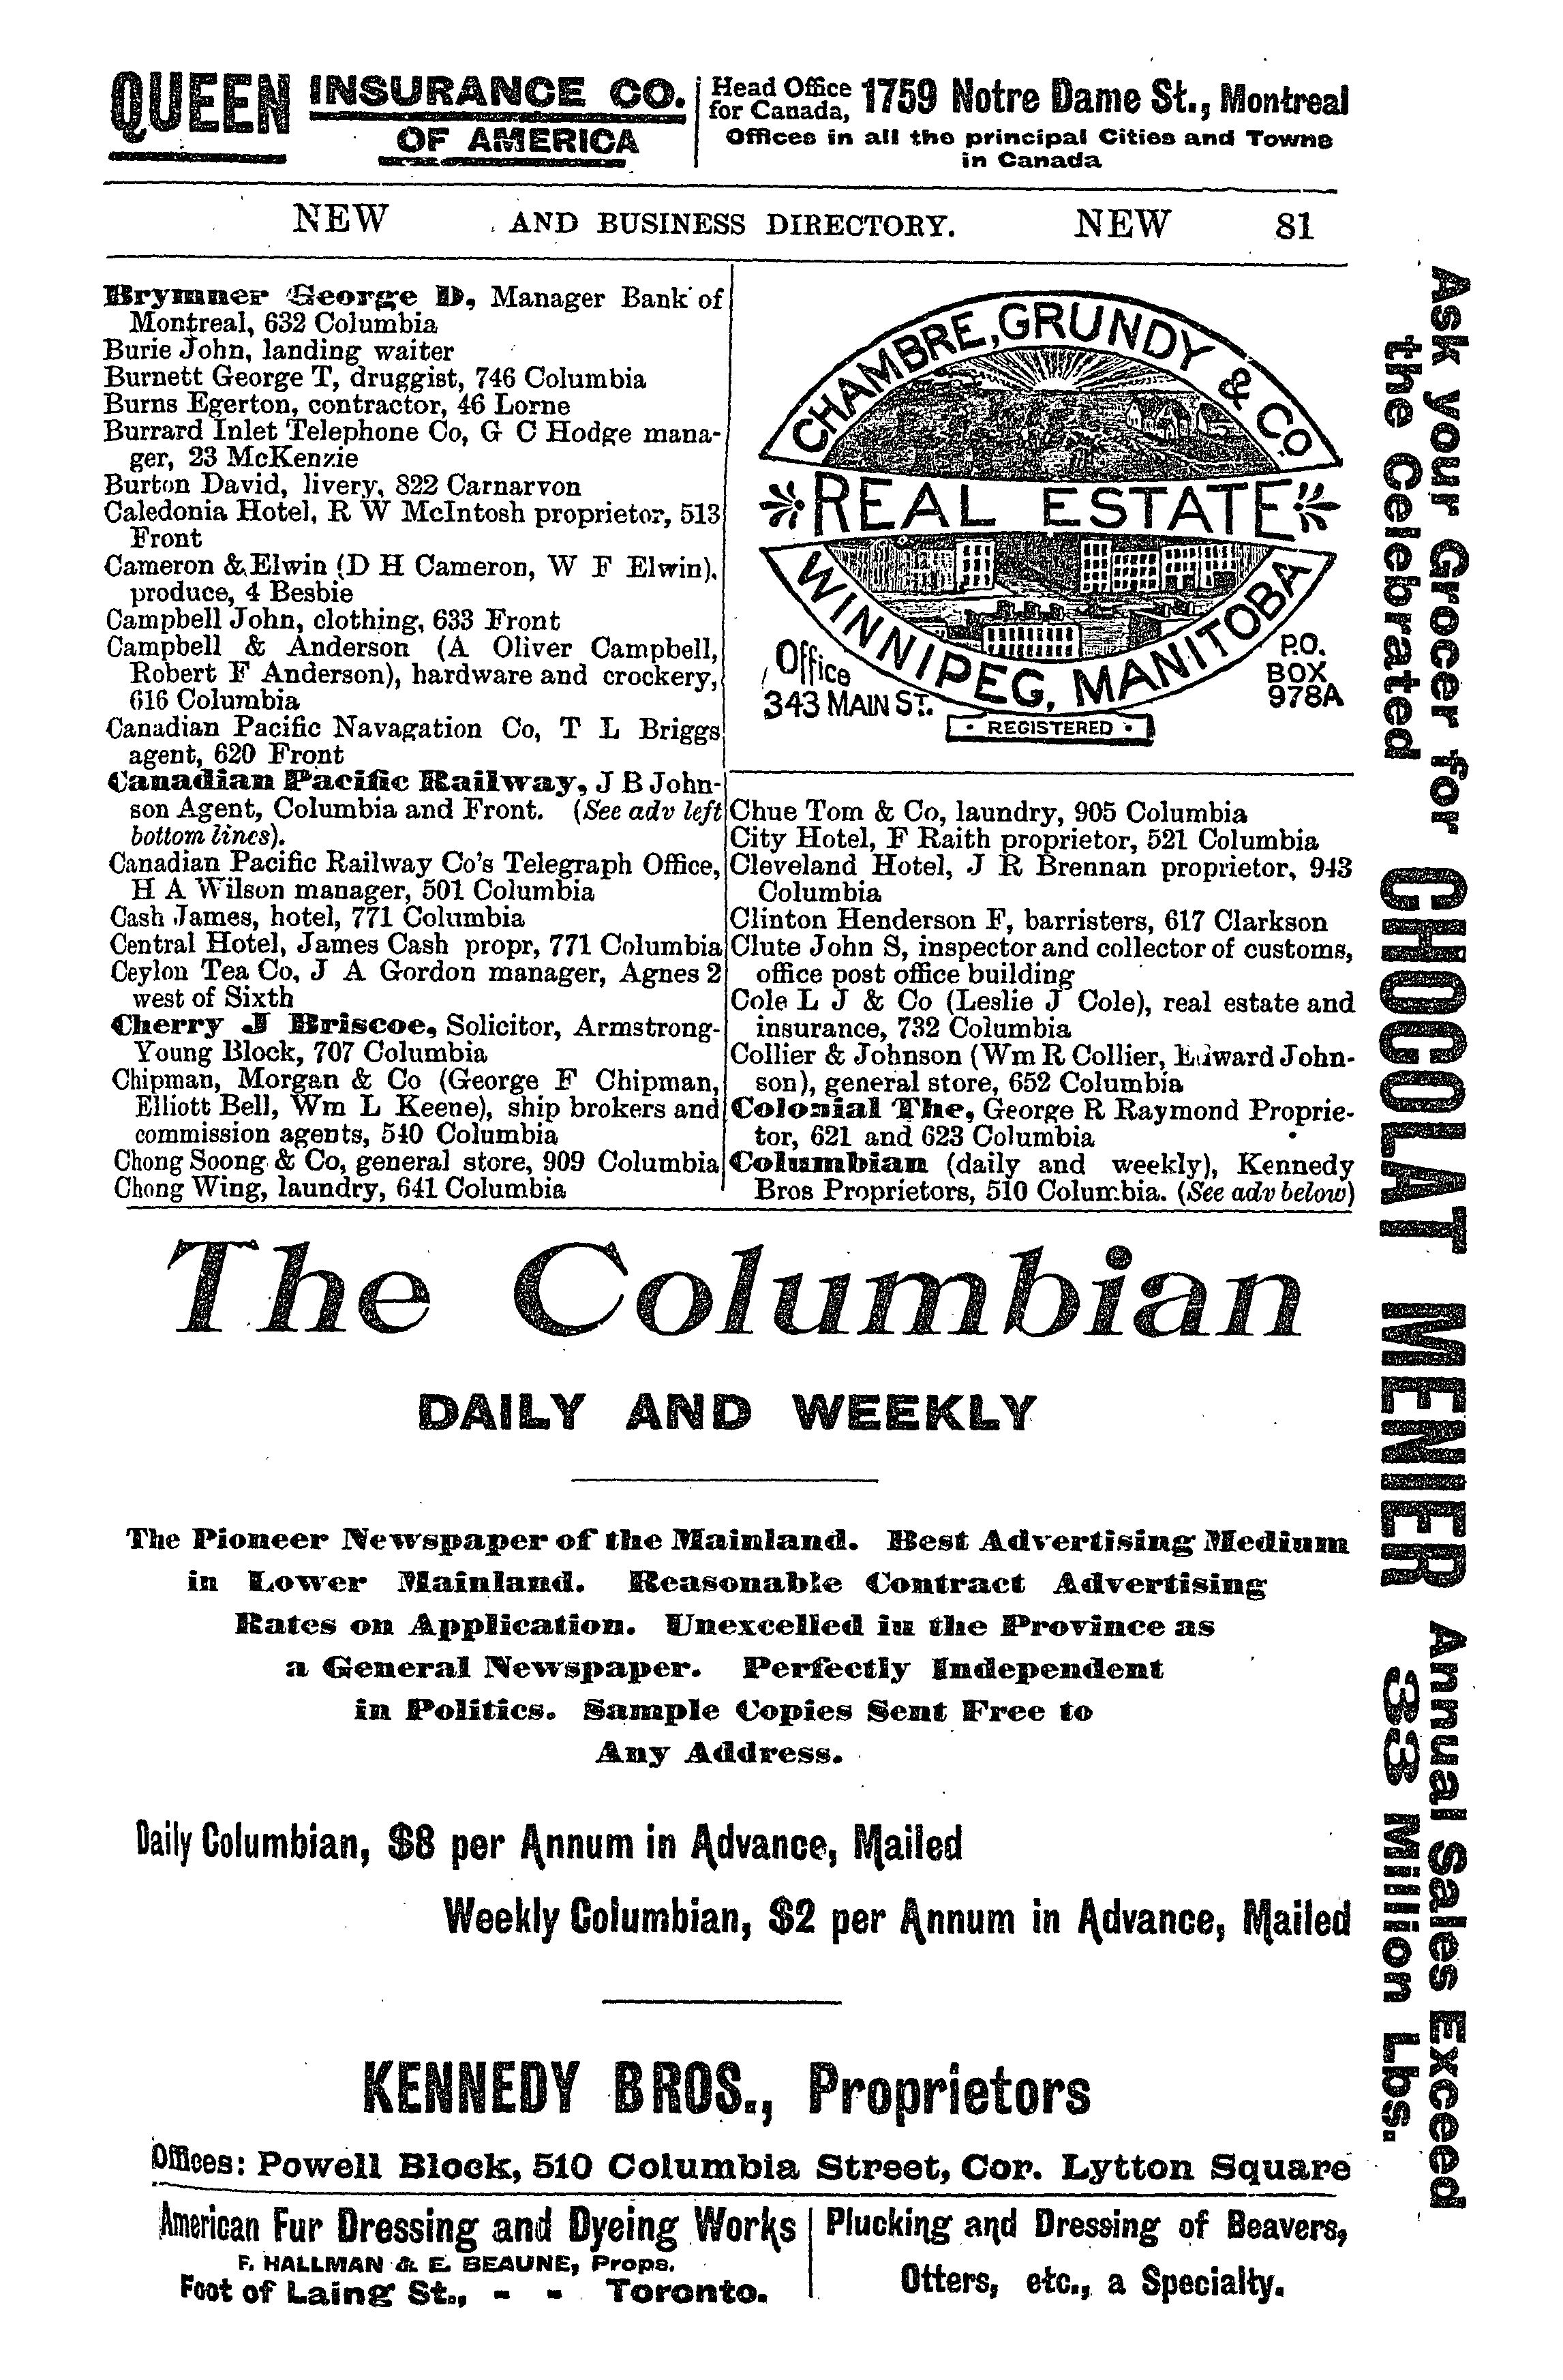 QUEEN INSURANCE CO.
OF AMERICA
Head Office
for Canada, 1759 Notre Dame St., Montreal
Offices in all the principal Cities and Towns
in Canada
NEW AND BUSINESS DIRECTORY. NEW 81
Brymner George D, Manager Bank of
Montreal, 632 Columbia
Burie John, landing waiter
Burnett George T, druggist, 746 Columbia
Burns Egerton, contractor, 46 Lorne
Burrard Inlet Telephone Co, G C Hodge mana-
ger, 23 McKenzie
Burton David, livery, 822 Carnarvon
Caledonia Hotel, R W McIntosh proprietor, 513
Front
Cameron & Elwin (D H Cameron, W F Elwin),
produce, 4 Besbie
Campbell John, clothing, 633 Front
Campbell & Anderson (A Oliver Campbell,
Robert F Anderson), hardware and crockery,
616 Columbia
Canadian Pacific Navagation Co, T L Briggs
agent, 620 Front
Canadian Pacific Railway, J B John-
son Agent, Columbia and Front. (See adv left
bottom lines).
Canadian Pacific Railway Co's Telegraph Office,
H A Wilson manager, 501 Columbia
Cash James, hotel, 771 Columbia
Central Hotel, James Cash propr, 771 Columbia
Ceylon Tea Co, J A Gordon manager, Agnes 2
west of Sixth
Cherry J Briscoe, Solicitor, Armstrong-
Young Block, 707 Columbia
Chipman, Morgan & Co (George F Chipman,
Elliott Bell, Wm L Keene), ship brokers and
commission agents, 540 Columbia
Chong Soong & Co, general store, 909 Columbia
Chong Wing, laundry, 641 Columbia
CHAMBRE, GRUNDY & CO.
REAL ESTATE
WINNIPEG, MANITOBA
Office
343 MAIN ST.
P.O.
BOX
978A
REGISTERED
Chue Tom & Co, laundry, 905 Columbia
City Hotel, F Raith proprietor, 521 Columbia
Cleveland Hotel, J R Brennan proprietor, 943
Columbia
Clinton Henderson F, barristers, 617 Clarkson
Clute John S, inspector and collector of customs,
office post office building
Cole L J & Co (Leslie J Cole), real estate and
insurance, 732 Columbia
Collier & Johnson (Wm R Collier, Edward John-
son), general store, 652 Columbia
Colonial The, George R Raymond Proprie-
tor, 621 and 623 Columbia
Columbian (daily and weekly), Kennedy
Bros Proprietors, 510 Columbia. (See adv below)
The Columbian
DAILY AND WEEKLY
The Pioneer Newspaper of the Mainland. Best Advertising Medium
in Lower Mainland. Reasonable Contract Advertising
Rates on Application. Unexcelled in the Province as
a General Newspaper. Perfectly Independent
in Politics. Sample Copies Sent Free to
Any Address.
Daily Columbian, $8 per Annum in Advance, Mailed
Weekly Columbian, $2 per Annum in Advance, Mailed
KENNEDY BROS., Proprietors
Offices: Powell Block, 510 Columbia Street, Cor. Lytton Square
American Fur Dressing and Dyeing Works
F. HALLMAN & E. BEAUNE, Props.
Foot of Laing St., - - Toronto.
Plucking and Dressing of Beavers,
Otters, etc., a Specialty.
Ask your Grocer for
the Celebrated
CHOCOLAT MENIER
Annual Sales Exceed
33 Million Lbs.